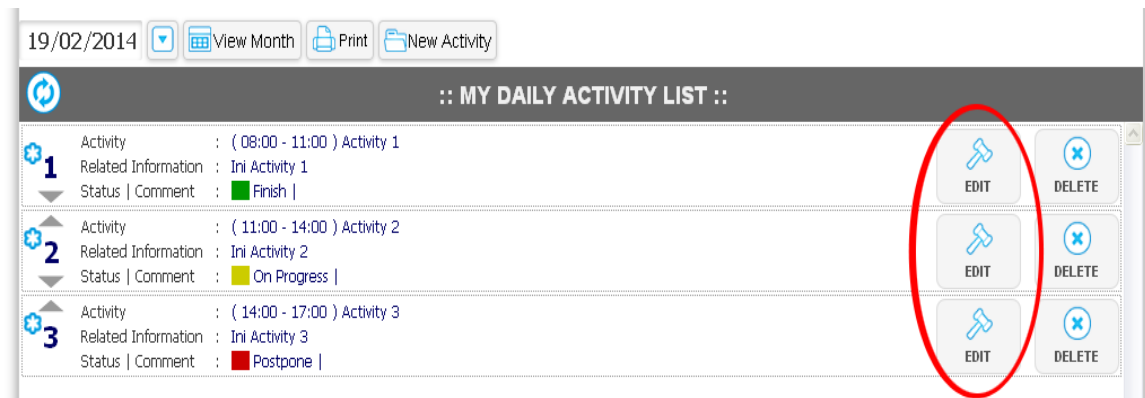 19/02/2014 View Month Print New Activity
:: MY DAILY ACTIVITY LIST ::
1
Activity : ( 08:00 - 11:00 ) Activity 1
Related Information : Ini Activity 1
Status | Comment : Finish |
EDIT DELETE
2
Activity : ( 11:00 - 14:00 ) Activity 2
Related Information : Ini Activity 2
Status | Comment : On Progress |
EDIT DELETE
3
Activity : ( 14:00 - 17:00 ) Activity 3
Related Information : Ini Activity 3
Status | Comment : Postpone |
EDIT DELETE